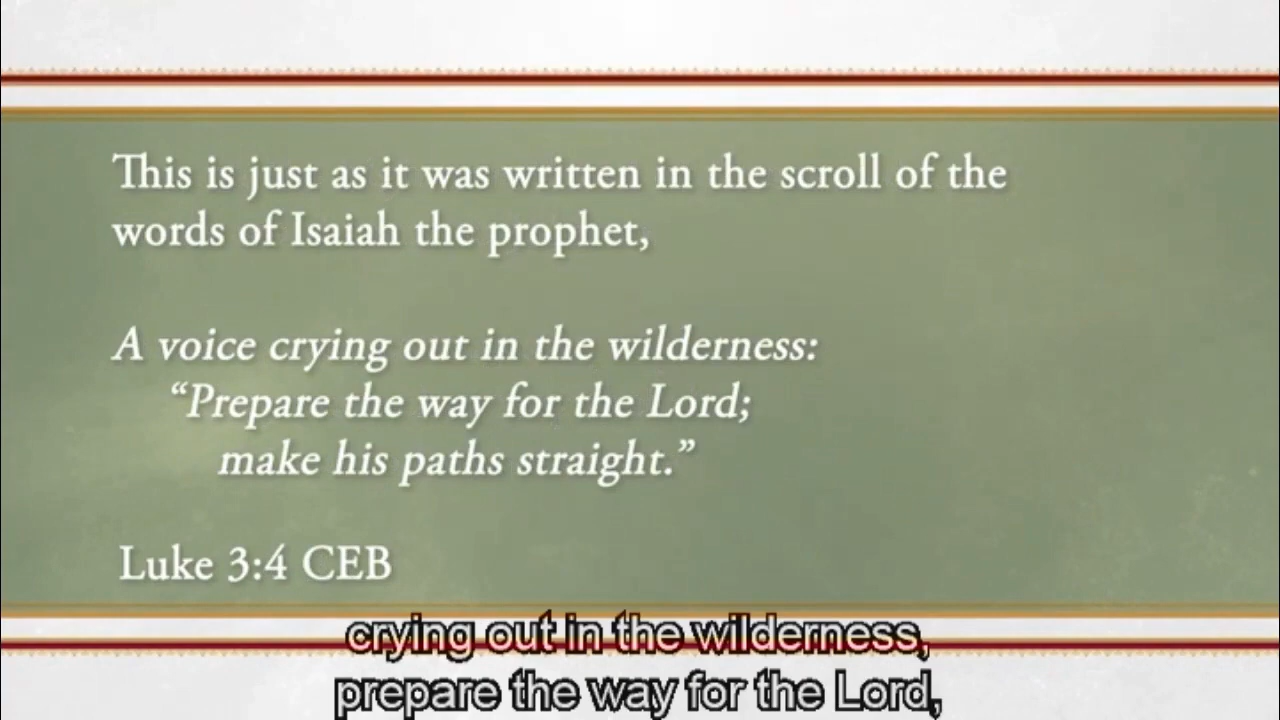 This is just as it was written in the scroll of the
words of Isaiah the prophet,
A voice crying out in the wilderness:
“Prepare the way for the Lord;
make his paths straight.”
Luke 3:4 CEB
crying out in the wilderness,
prepare the way for the Lord,